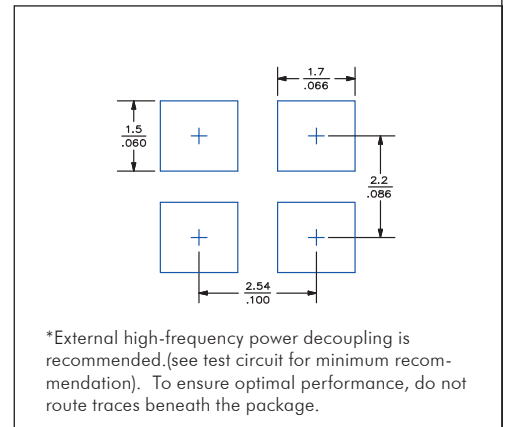 1.7
.066
1.5
.060
2.2
.086
2.54
.100
*External high-frequency power decoupling is
recommended.(see test circuit for minimum recom-
mendation).  To ensure optimal performance, do not
route traces beneath the package.